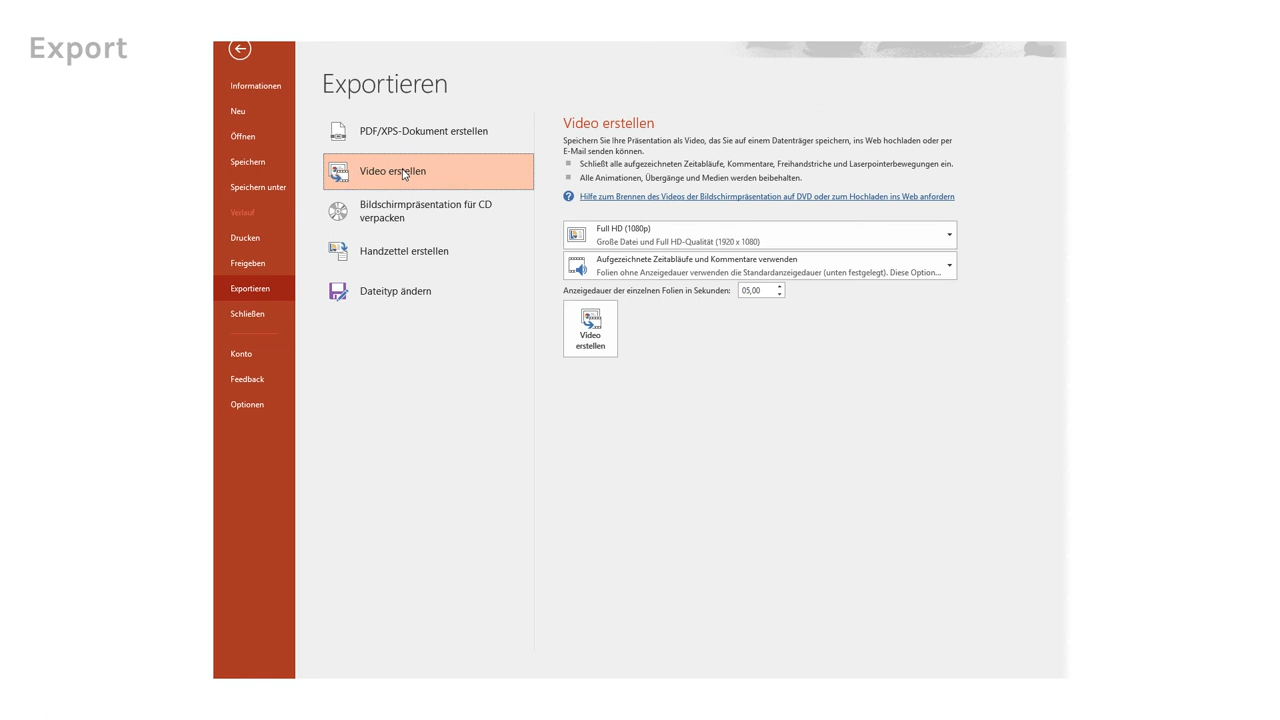 Export
Informationen
Neu
Öffnen
Speichern
Speichern unter
Verlauf
Drucken
Freigeben
Exportieren
Schließen
Konto
Feedback
Optionen
Exportieren
PDF/XPS-Dokument erstellen
Video erstellen
Bildschirmpräsentation für CD
verpacken
Handzettel erstellen
Dateityp ändern
Video erstellen
Speichern Sie Ihre Präsentation als Video, das Sie auf einem Datenträger speichern, ins Web hochladen oder per
E-Mail senden können.
Schließt alle aufgezeichneten Zeitabläufe, Kommentare, Freihandstriche und Laserpointerbewegungen ein.
Alle Animationen, Übergänge und Medien werden beibehalten.
Hilfe zum Brennen des Videos der Bildschirmpräsentation auf DVD oder zum Hochladen ins Web anfordern
Full HD (1080p)
Große Datei und Full HD-Qualität (1920 x 1080)
Aufgezeichnete Zeitabläufe und Kommentare verwenden
Folien ohne Anzeigedauer verwenden die Standardanzeigedauer (unten festgelegt). Diese Option...
Anzeigedauer der einzelnen Folien in Sekunden: 05,00
Video
erstellen